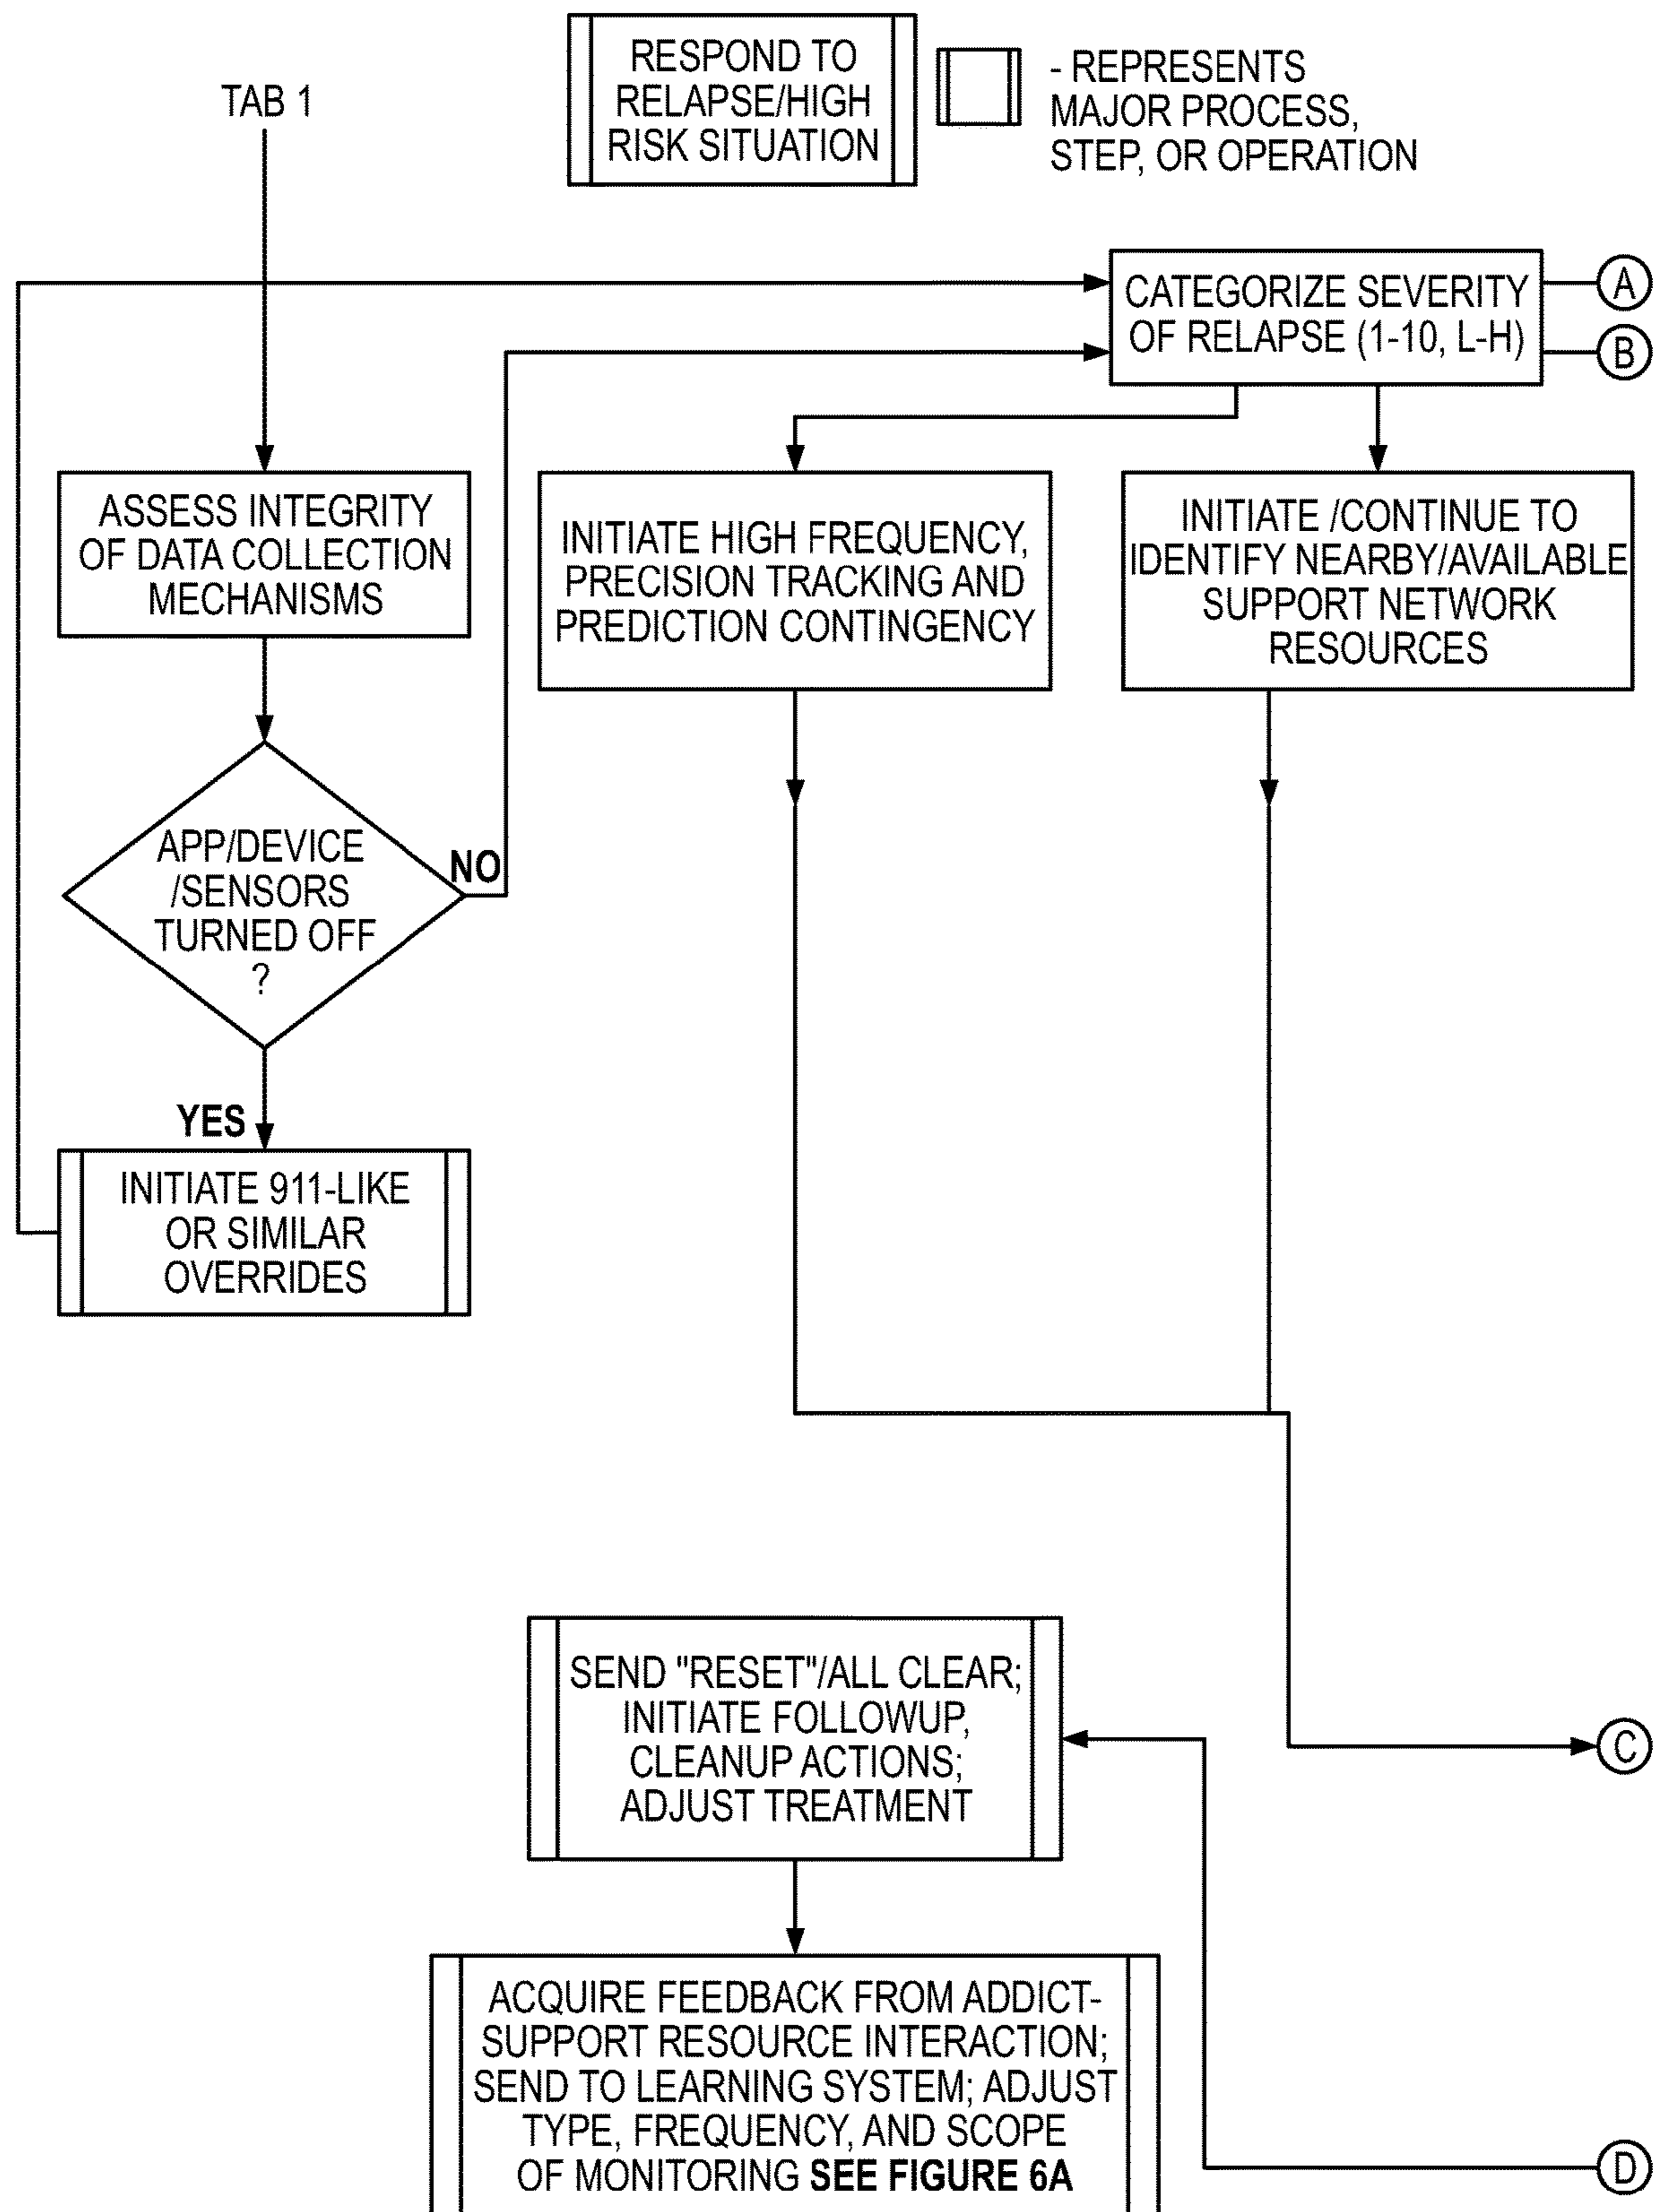 RESPOND TO
RELAPSE/HIGH
RISK SITUATION
- REPRESENTS
MAJOR PROCESS,
STEP, OR OPERATION
TAB 1
CATEGORIZE SEVERITY
OF RELAPSE (1-10, L-H)
A
B
ASSESS INTEGRITY
OF DATA COLLECTION
MECHANISMS
INITIATE HIGH FREQUENCY,
PRECISION TRACKING AND
PREDICTION CONTINGENCY
INITIATE /CONTINUE TO
IDENTIFY NEARBY/AVAILABLE
SUPPORT NETWORK
RESOURCES
APP/DEVICE
/SENSORS
TURNED OFF
?
NO
YES
INITIATE 911-LIKE
OR SIMILAR
OVERRIDES
SEND "RESET"/ALL CLEAR;
INITIATE FOLLOWUP,
CLEANUP ACTIONS;
ADJUST TREATMENT
C
ACQUIRE FEEDBACK FROM ADDICT-
SUPPORT RESOURCE INTERACTION;
SEND TO LEARNING SYSTEM; ADJUST
TYPE, FREQUENCY, AND SCOPE
OF MONITORING SEE FIGURE 6A
D